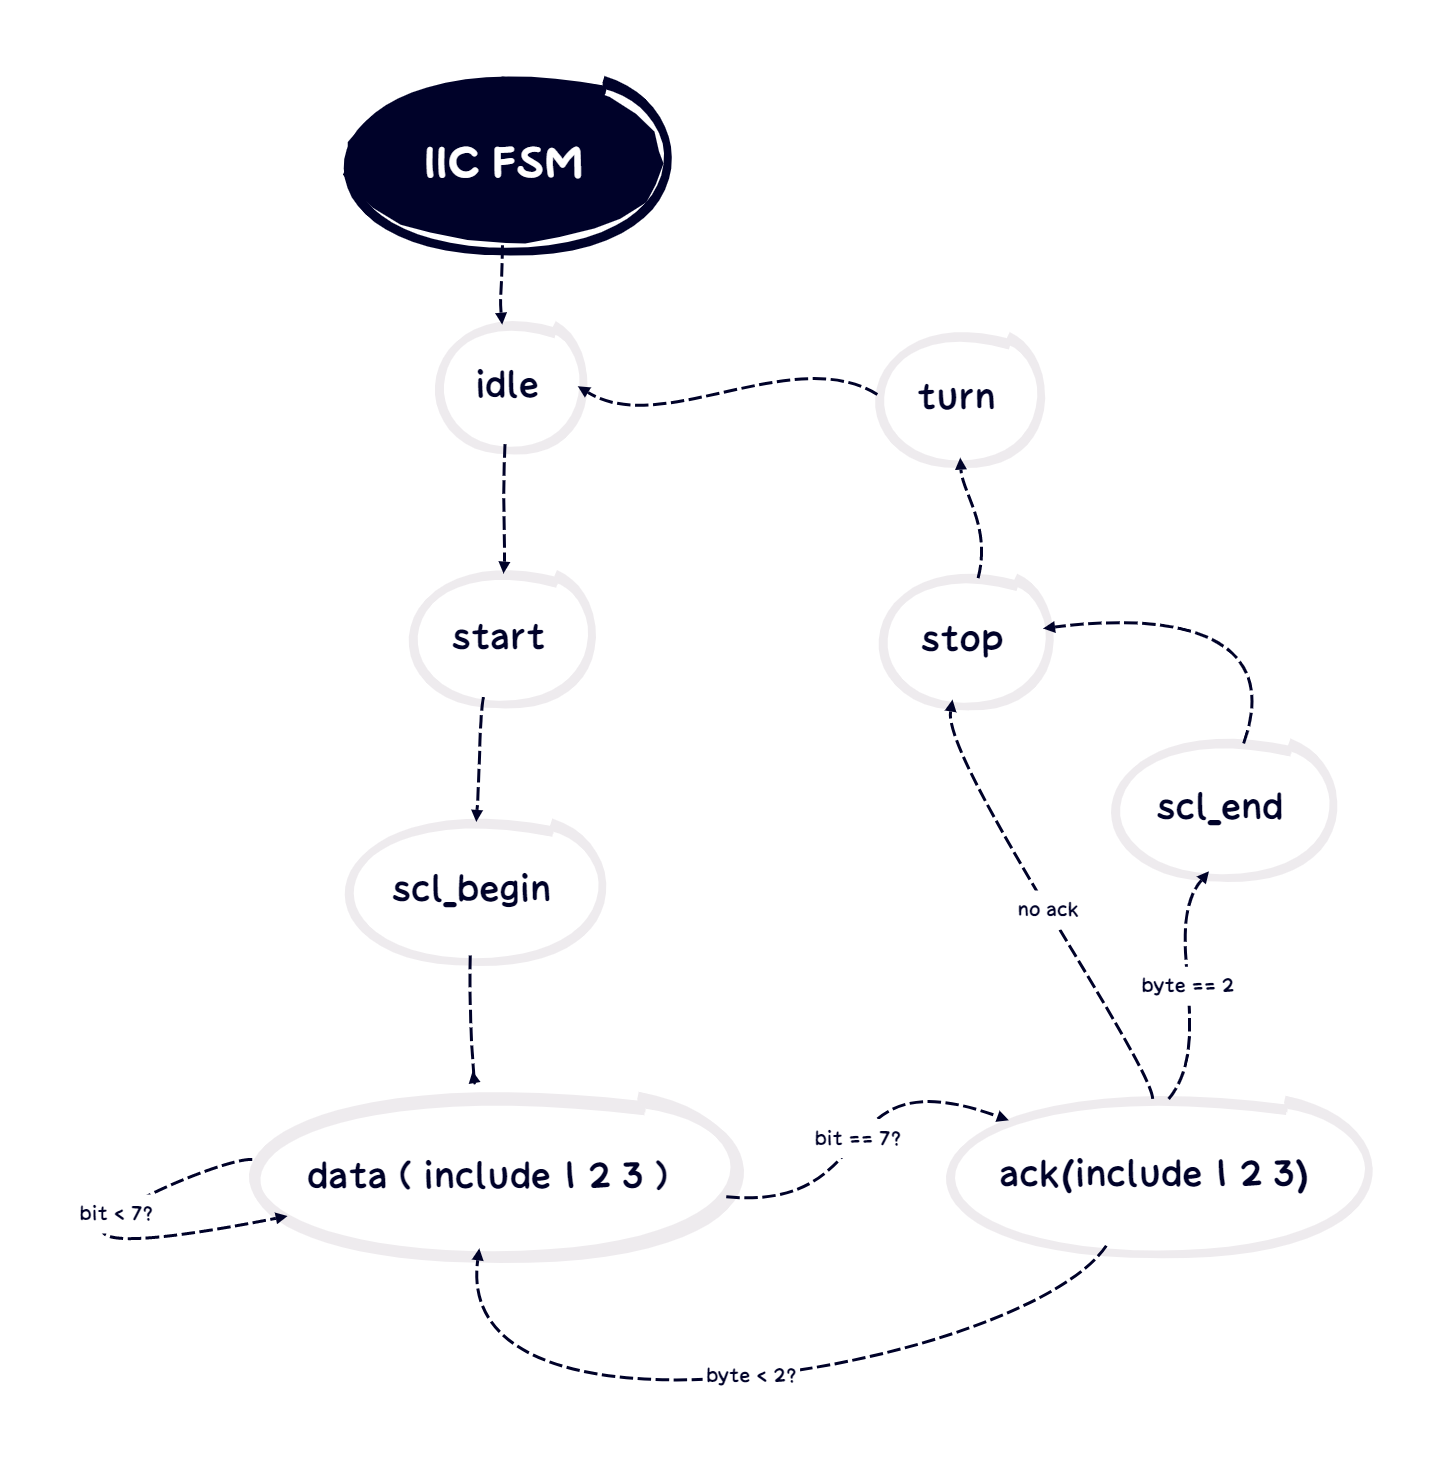 IIC FSM
idle
turn
start
stop
scl_end
scl_begin
no ack
byte == 2
bit == 7?
data ( include 1 2 3 )
ack(include 1 2 3)
bit < 7?
byte < 2?